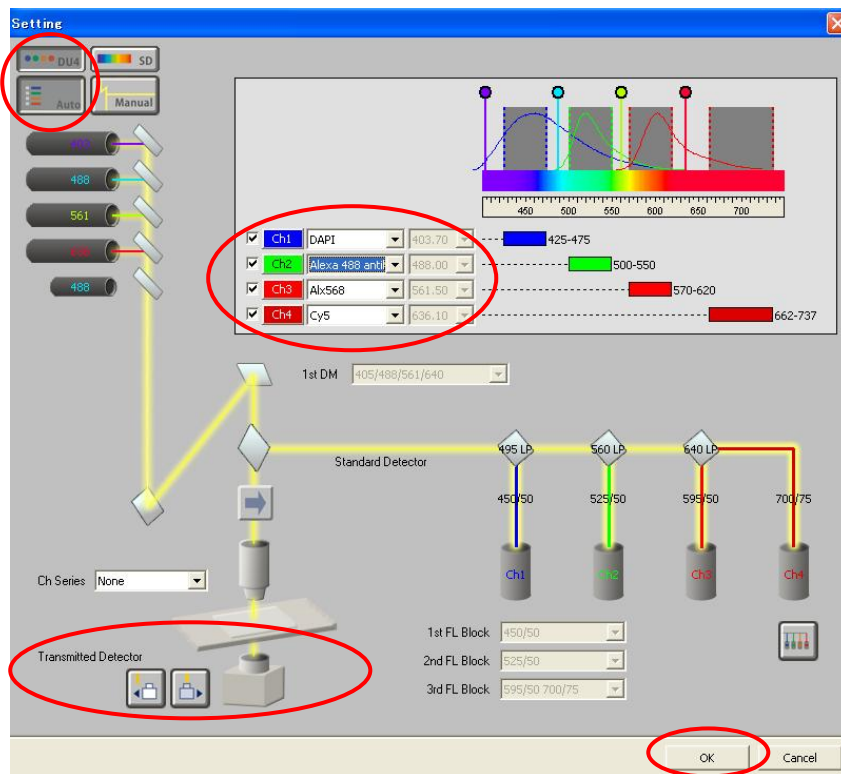 Setting
DU4 SD
Auto Manual
403
488
561
636
488
450 500 550 600 650 700
Ch1 DAPI 403.70 425-475
Ch2 Alexa 488 anti 488.00 500-550
Ch3 Alx568 561.50 570-620
Ch4 Cy5 636.10 662-737
1st DM 405/488/561/640
Standard Detector
495 LP 560 LP 640 LP
450/50 525/50 595/50 700/75
Ch1 Ch2 Ch3 Ch4
Ch Series None
1st FL Block 450/50
2nd FL Block 525/50
3rd FL Block 595/50 700/75
Transmitted Detector
OK Cancel